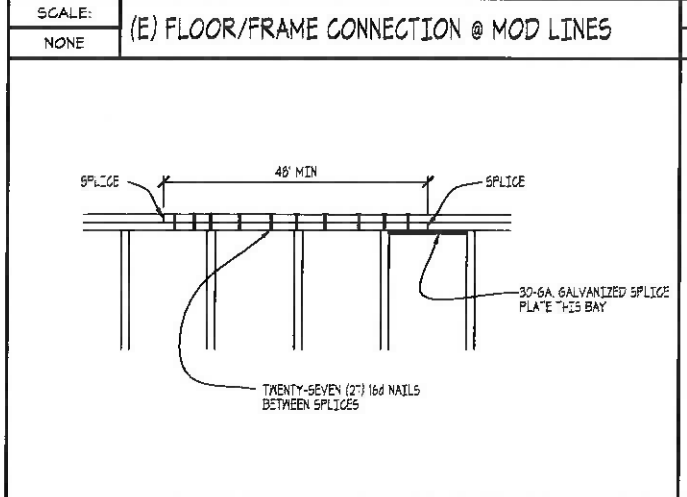 SCALE:
NONE
(E) FLOOR/FRAME CONNECTION @ MOD LINES
SPLICE
48" MIN
SPLICE
30-GA. GALVANIZED SPLICE
PLATE THIS BAY
TWENTY-SEVEN (27) 16d NAILS
BETWEEN SPLICES